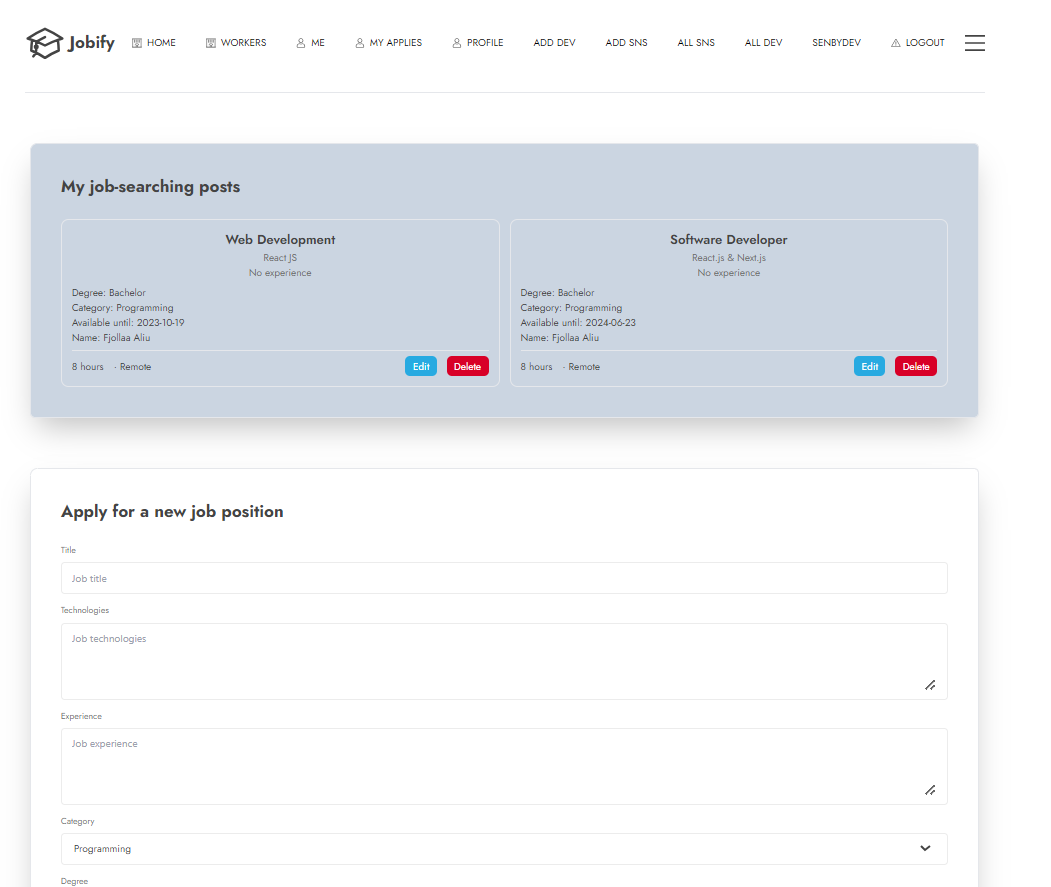 Jobify HOME WORKERS ME MY APPLIES PROFILE ADD DEV ADD SNS ALL SNS ALL DEV SENBYDEV LOGOUT
My job-searching posts
Web Development
React JS
No experience
Degree: Bachelor
Category: Programming
Available until: 2023-10-19
Name: Fjollaa Aliu
8 hours · Remote Edit Delete
Software Developer
React.js & Next.js
No experience
Degree: Bachelor
Category: Programming
Available until: 2024-06-23
Name: Fjollaa Aliu
8 hours · Remote Edit Delete
Apply for a new job position
Title
Job title
Technologies
Job technologies
Experience
Job experience
Category
Programming
Degree